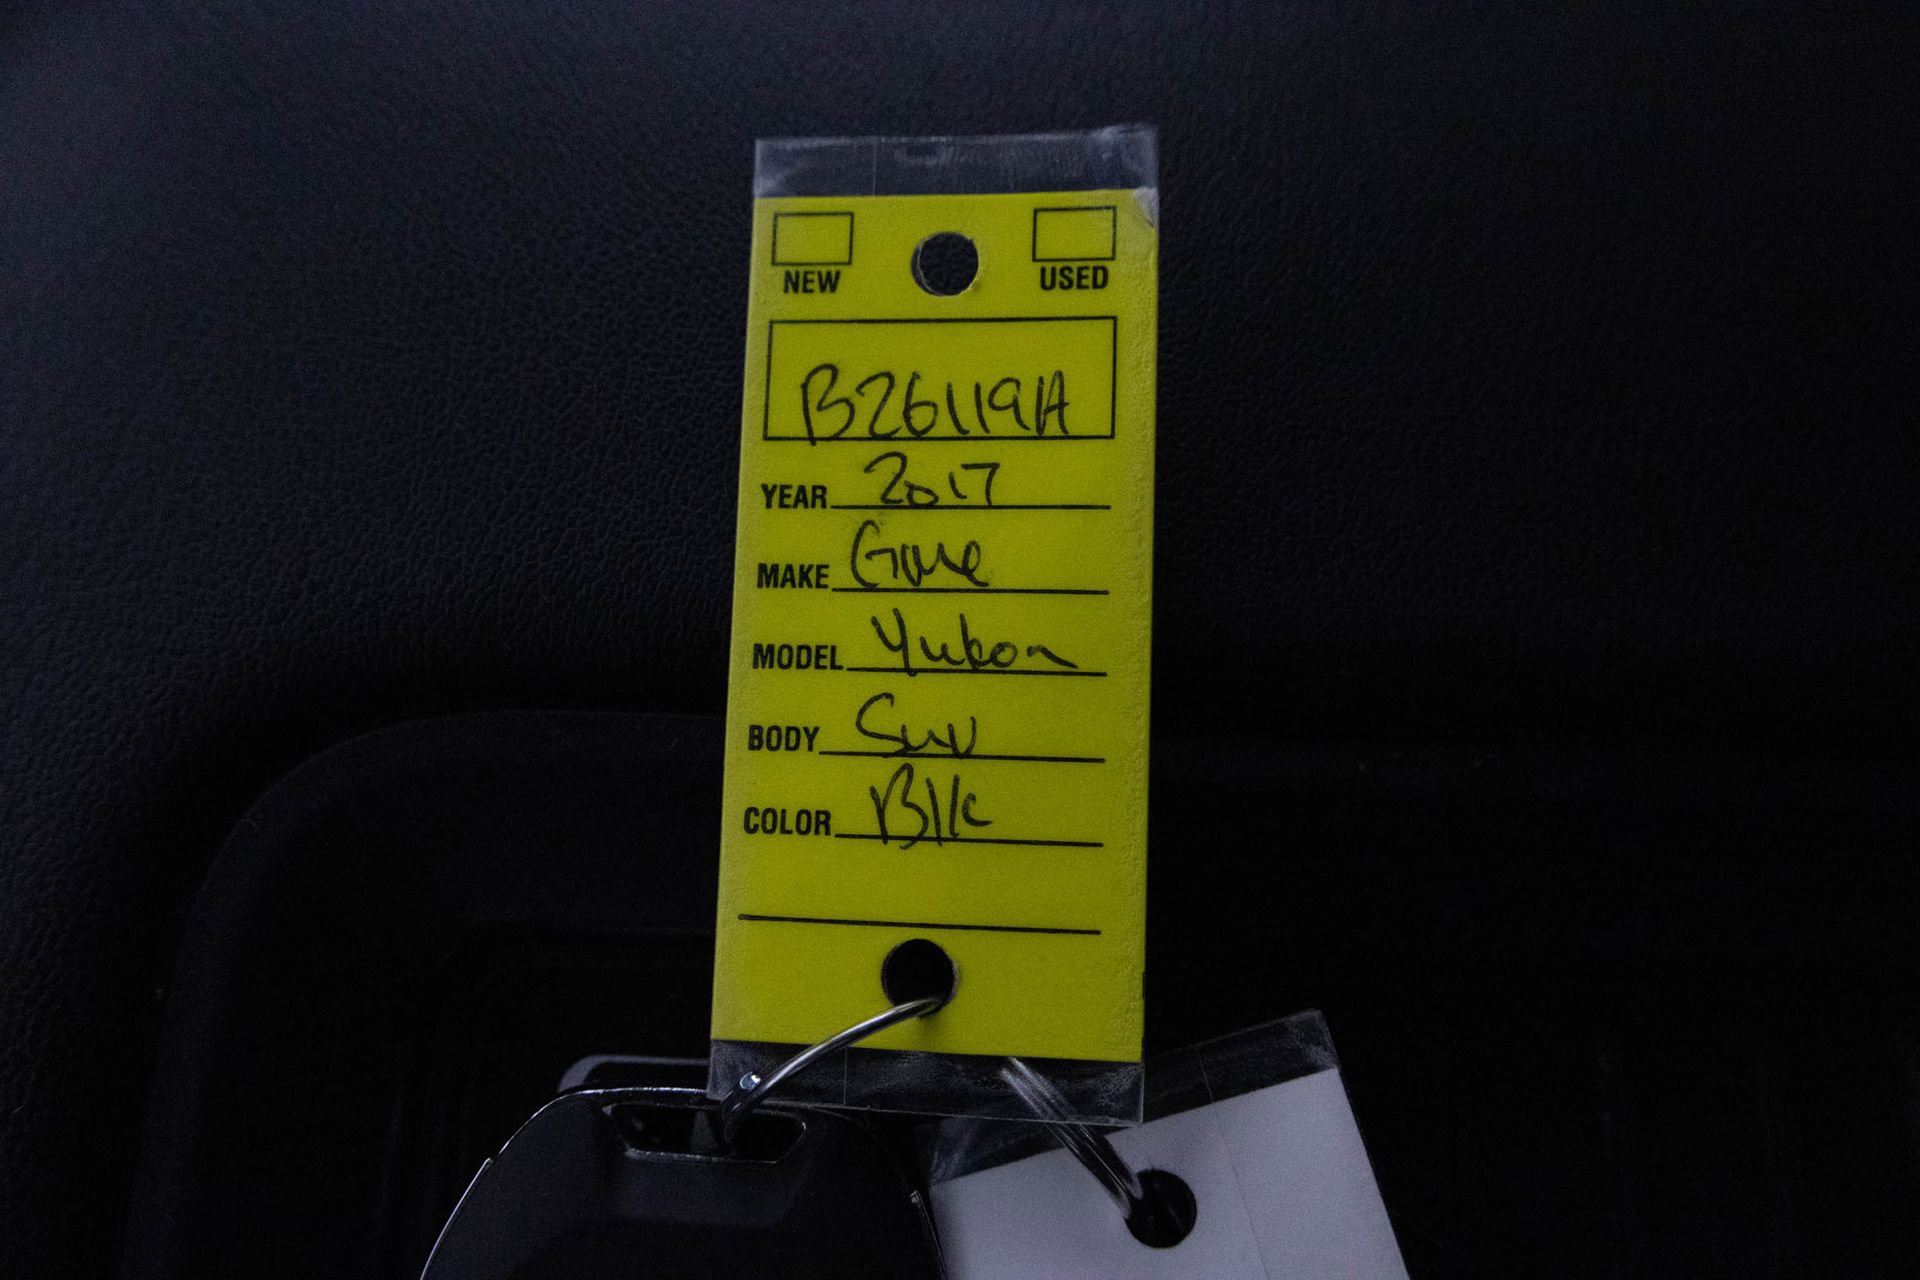 NEW USED
B26119A
YEAR 2017
MAKE Gmc
MODEL Yukon
BODY Suv
COLOR Blk